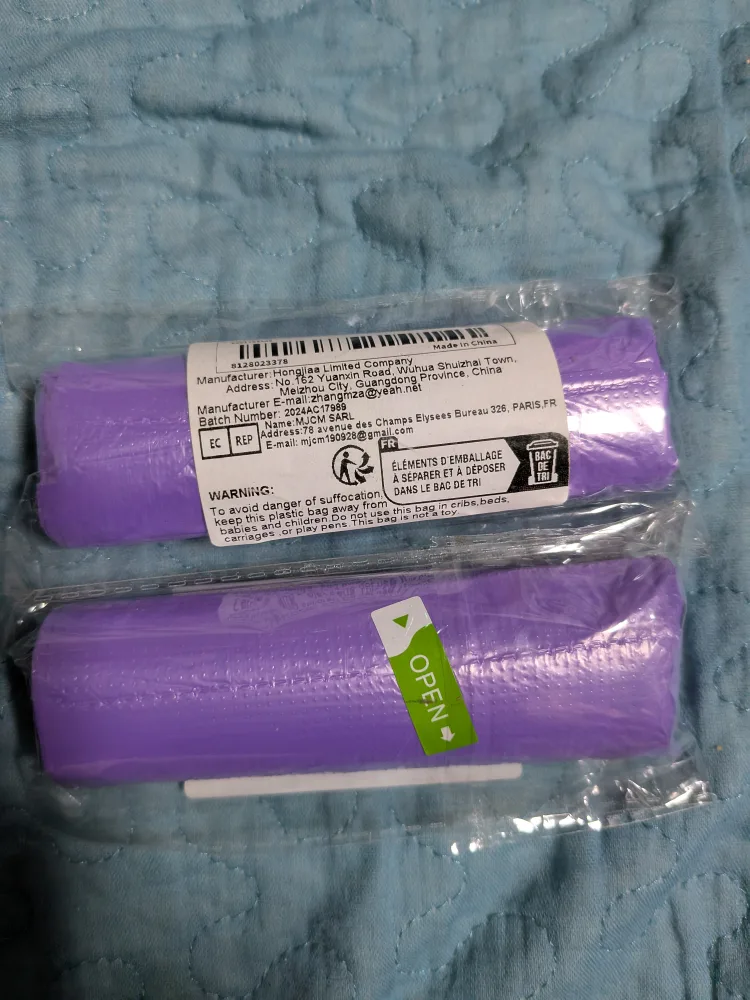 Made in China
8128023378
Manufacturer:Hongjiaa Limited Company
Address:No.162 Yuanxin Road, Wuhua Shuizhai Town,
Meizhou City, Guangdong Province, China
Manufacturer E-mail:zhangmza@yeah.net
Batch Number: 2024AC17989
EC REP
Name:MJCM SARL
Address:78 avenue des Champs Elysees Bureau 326, PARIS,FR
E-mail: mjcm190928@gmail.com
FR
ÉLÉMENTS D'EMBALLAGE
À SÉPARER ET À DÉPOSER
DANS LE BAC DE TRI
BAC
DE
TRI
WARNING:
To avoid danger of suffocation,
keep this plastic bag away from
babies and children.Do not use this bag in cribs,beds,
carriages ,or play pens .This bag is not a toy.
OPEN